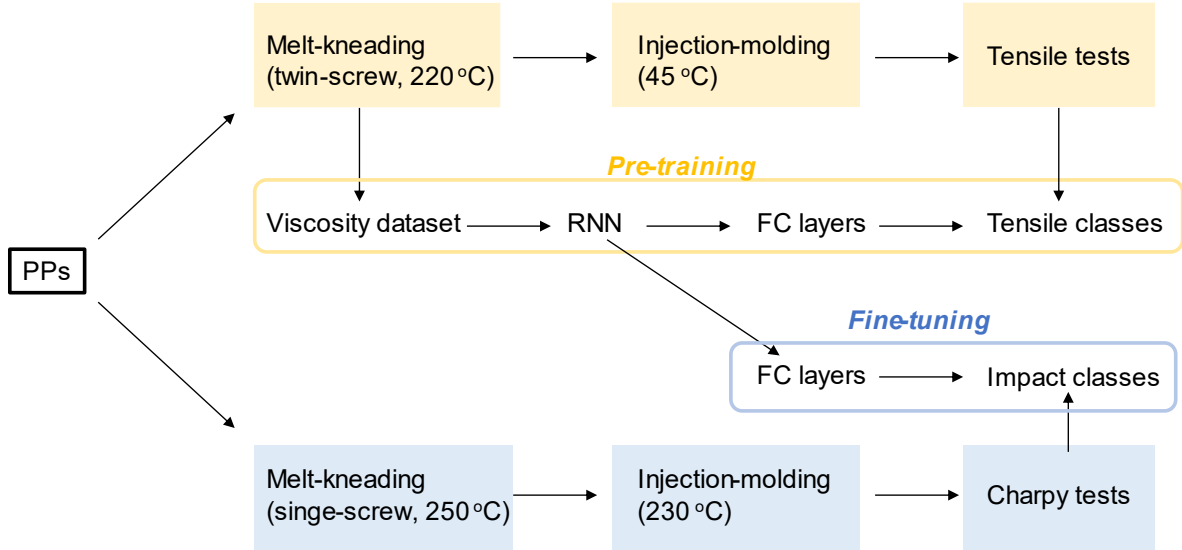 Melt-kneading
(twin-screw, 220 °C)
Injection-molding
(45 °C)
Tensile tests
Pre-training
Viscosity dataset
RNN
FC layers
Tensile classes
PPs
Fine-tuning
FC layers
Impact classes
Melt-kneading
(singe-screw, 250 °C)
Injection-molding
(230 °C)
Charpy tests